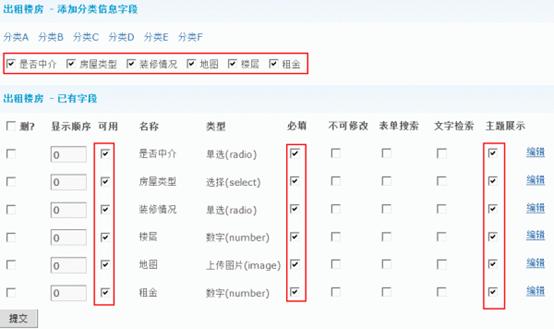 出租楼房 - 添加分类信息字段
分类A 分类B 分类C 分类D 分类E 分类F
是否中介 房屋类型 装修情况 地图 楼层 租金
出租楼房 - 已有字段
删? 显示顺序 可用 名称 类型 必填 不可修改 表单搜索 文字检索 主题展示
0 是否中介 单选(radio) 编辑
0 房屋类型 选择(select) 编辑
0 装修情况 单选(radio) 编辑
0 楼层 数字(number) 编辑
0 地图 上传图片(image) 编辑
0 租金 数字(number) 编辑
提交